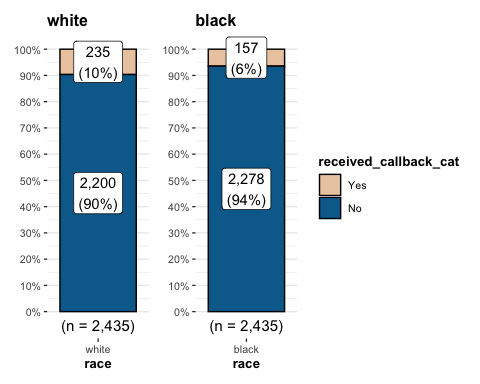 white
black
100%
90%
80%
70%
60%
50%
40%
30%
20%
10%
0%
235
(10%)
2,200
(90%)
(n = 2,435)
white
race
100%
90%
80%
70%
60%
50%
40%
30%
20%
10%
0%
157
(6%)
2,278
(94%)
(n = 2,435)
black
race
received_callback_cat
Yes
No